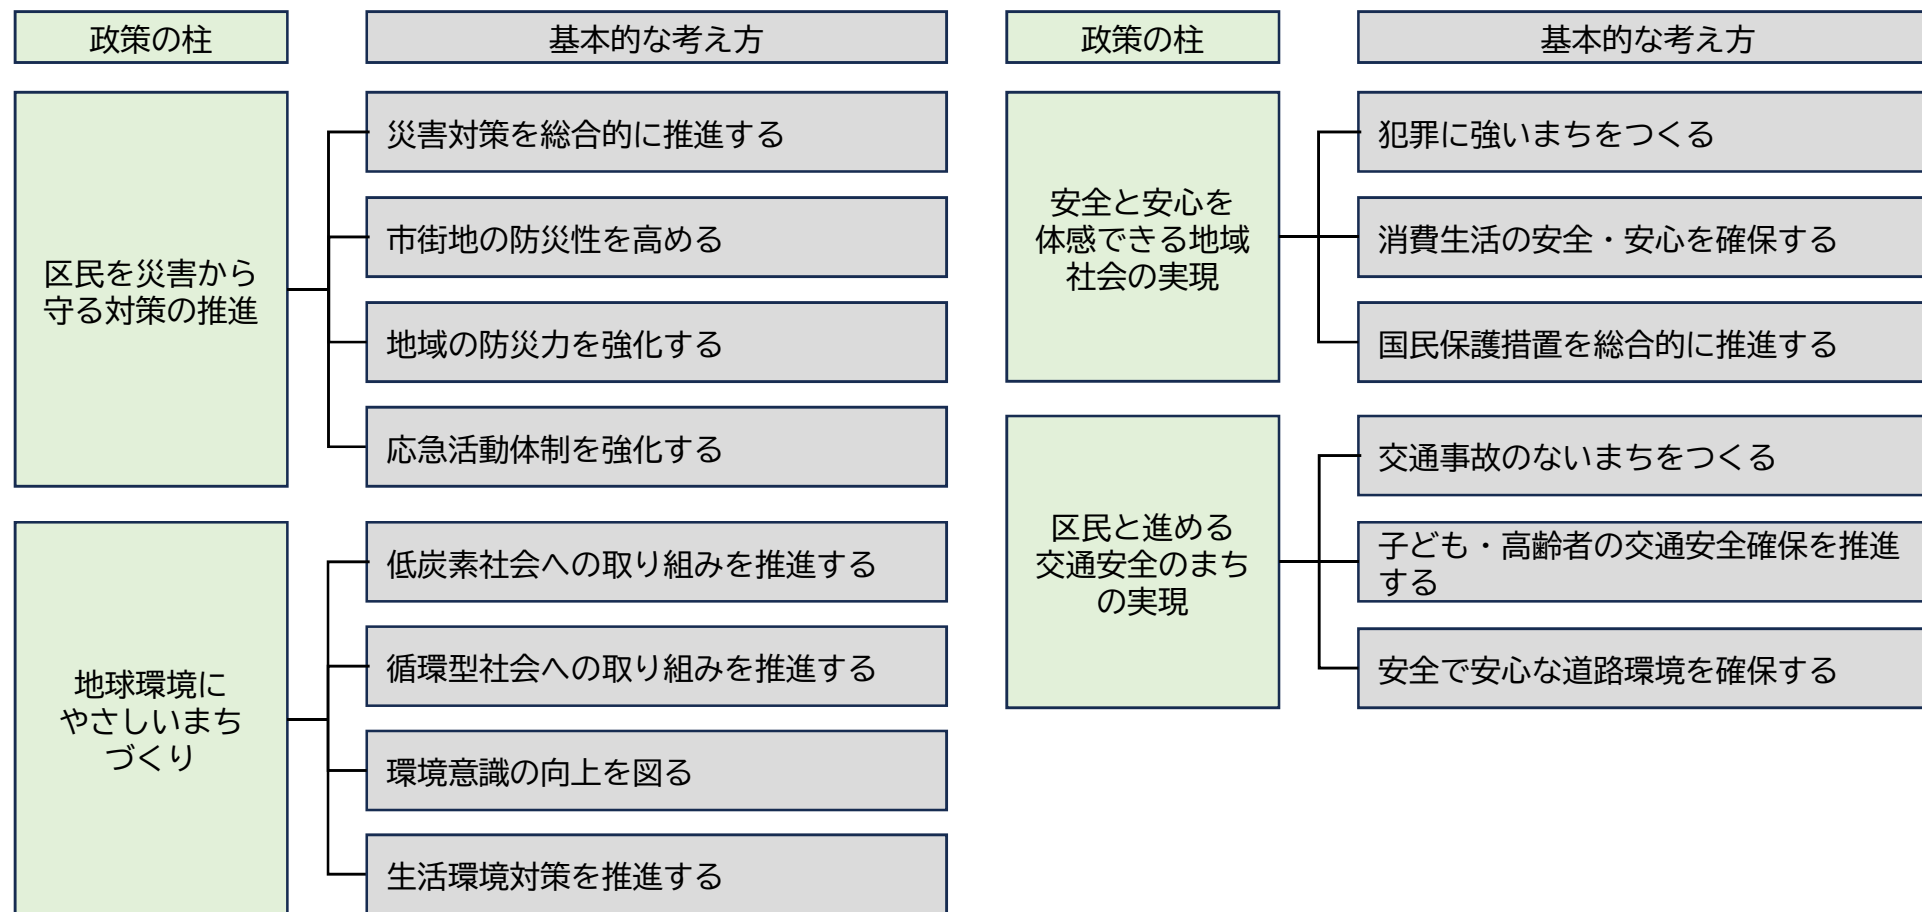 政策の柱
基本的な考え方
区民を災害から
守る対策の推進
災害対策を総合的に推進する
市街地の防災性を高める
地域の防災力を強化する
応急活動体制を強化する
地球環境に
やさしいまち
づくり
低炭素社会への取り組みを推進する
循環型社会への取り組みを推進する
環境意識の向上を図る
生活環境対策を推進する
政策の柱
基本的な考え方
安全と安心を
体感できる地域
社会の実現
犯罪に強いまちをつくる
消費生活の安全・安心を確保する
国民保護措置を総合的に推進する
区民と進める
交通安全のまち
の実現
交通事故のないまちをつくる
子ども・高齢者の交通安全確保を推進
する
安全で安心な道路環境を確保する